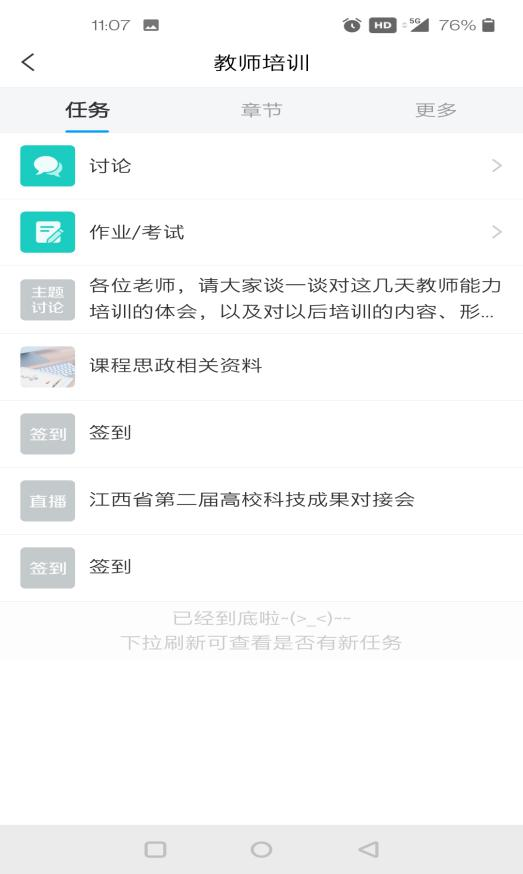 11:07 HD 5G 76%
教师培训
任务 章节 更多
讨论
作业/考试
主题
讨论
各位老师，请大家谈一谈对这几天教师能力
培训的体会，以及对以后培训的内容、形...
课程思政相关资料
签到 签到
直播 江西省第二届高校科技成果对接会
签到 签到
已经到底啦~(>_<)~~
下拉刷新可查看是否有新任务